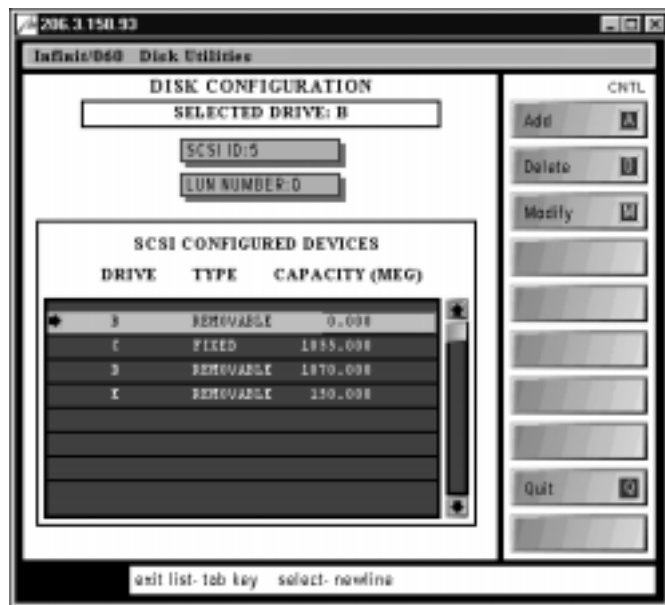 206.3.150.93
Infinit/060 Disk Utilities
DISK CONFIGURATION
SELECTED DRIVE: B
SCSI ID:5
LUN NUMBER:0
SCSI CONFIGURED DEVICES
DRIVE TYPE CAPACITY (MEG)
B REMOVABLE 0.000
C FIXED
D REMOVABLE 1070.000
REMOVABLE 150.000
exit list- tab key select- newline
CNTL
Add A
Delete D
Modify M
Quit Q